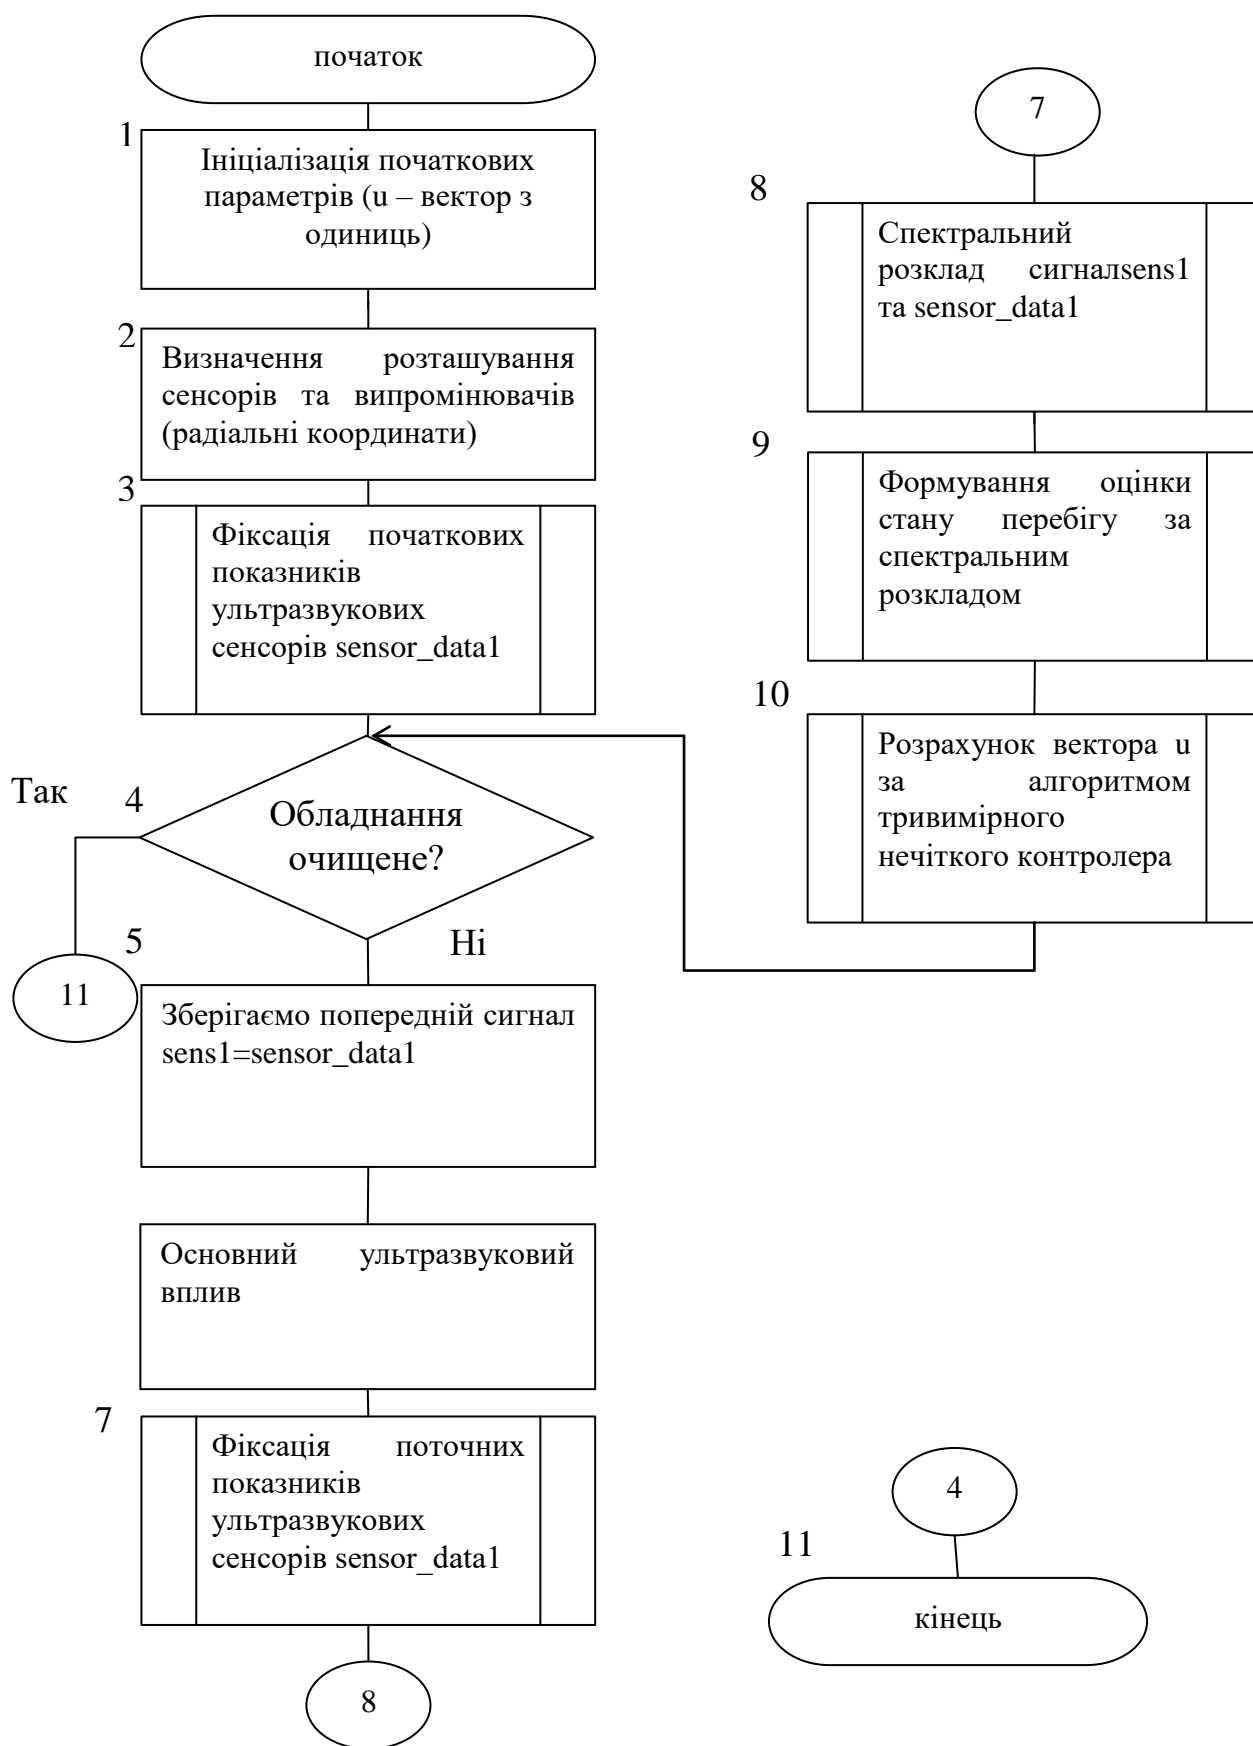 початок
1
Ініціалізація початкових
параметрів (u – вектор з
одиниць)
2
Визначення розташування
сенсорів та випромінювачів
(радіальні координати)
3
Фіксація початкових
показників
ультразвукових
сенсорів sensor_data1
Так
4
Обладнання
очищене?
5
Ні
11
Зберігаємо попередній сигнал
sens1=sensor_data1
Основний ультразвуковий
вплив
7
Фіксація поточних
показників
ультразвукових
сенсорів sensor_data1
8
7
8
Спектральний
розклад сигналsens1
та sensor_data1
9
Формування оцінки
стану перебігу за
спектральним
розкладом
10
Розрахунок вектора u
за алгоритмом
тривимірного
нечіткого контролера
4
11
кінець